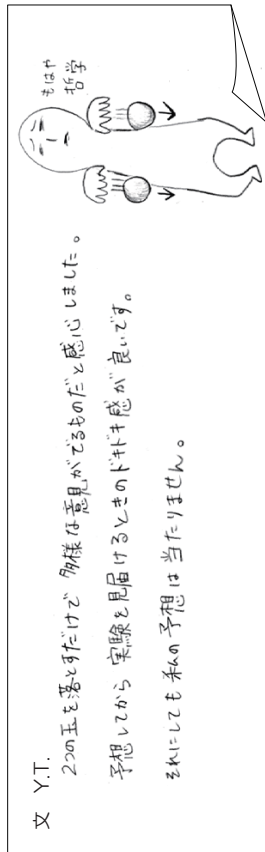 もはや
哲学
2つの玉を落とすだけで 多様な意見がでるものだと感心しました。
予想してから 実験を見届けるときのドキドキ感が 良いです。
それにしても 私の予想は 当たりません。
文 Y.T.